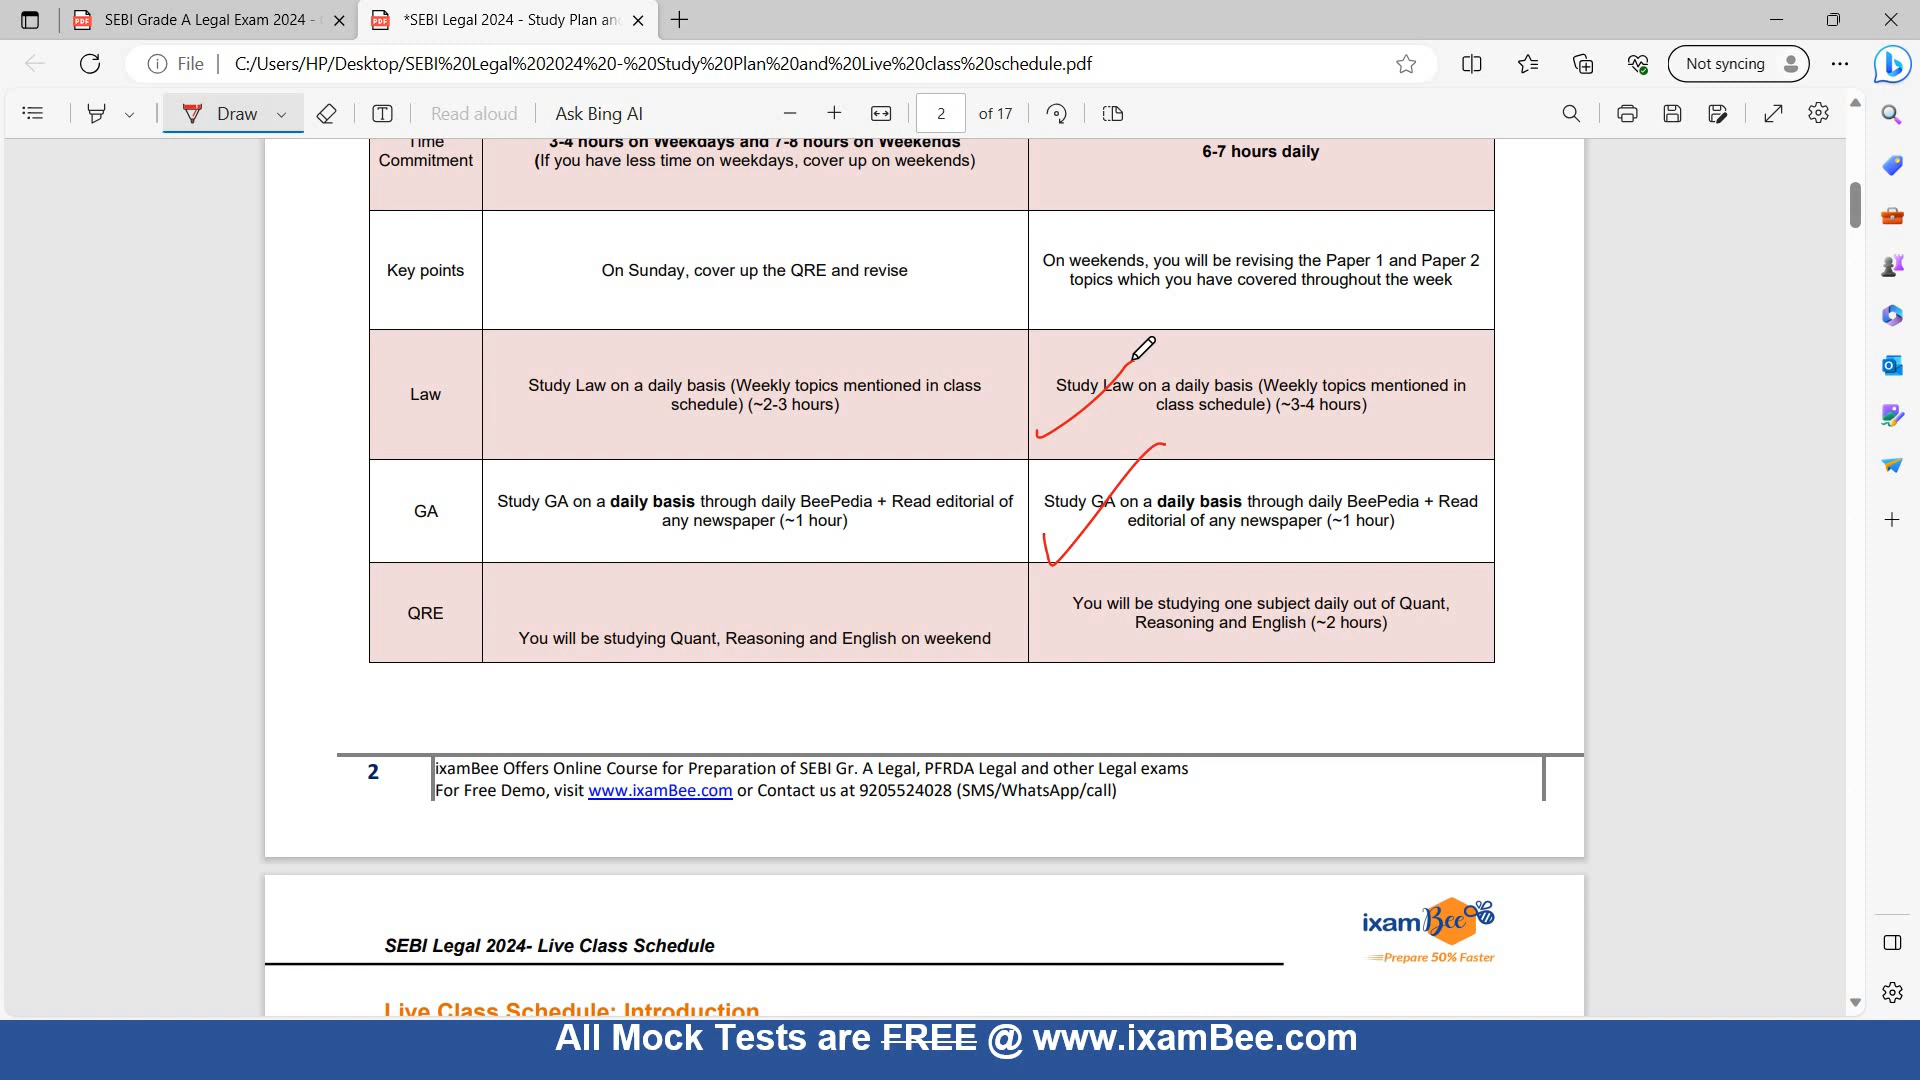 SEBI Grade A Legal Exam 2024 -
*SEBI Legal 2024 - Study Plan an
File
C:/Users/HP/Desktop/SEBI%20Legal%202024%20-%20Study%20Plan%20and%20Live%20class%20schedule.pdf
Not syncing
Draw
Read aloud
Ask Bing AI
2
of 17
Time
Commitment
3-4 hours on Weekdays and 7-8 hours on Weekends
(If you have less time on weekdays, cover up on weekends)
6-7 hours daily
Key points
On Sunday, cover up the QRE and revise
On weekends, you will be revising the Paper 1 and Paper 2
topics which you have covered throughout the week
Law
Study Law on a daily basis (Weekly topics mentioned in class
schedule) (~2-3 hours)
Study Law on a daily basis (Weekly topics mentioned in
class schedule) (~3-4 hours)
GA
Study GA on a daily basis through daily BeePedia + Read editorial of
any newspaper (~1 hour)
Study GA on a daily basis through daily BeePedia + Read
editorial of any newspaper (~1 hour)
QRE
You will be studying Quant, Reasoning and English on weekend
You will be studying one subject daily out of Quant,
Reasoning and English (~2 hours)
2
ixamBee Offers Online Course for Preparation of SEBI Gr. A Legal, PFRDA Legal and other Legal exams
For Free Demo, visit www.ixamBee.com or Contact us at 9205524028 (SMS/WhatsApp/call)
SEBI Legal 2024- Live Class Schedule
ixamBee
Prepare 50% Faster
Live Class Schedule: Introduction
All Mock Tests are FREE @ www.ixamBee.com